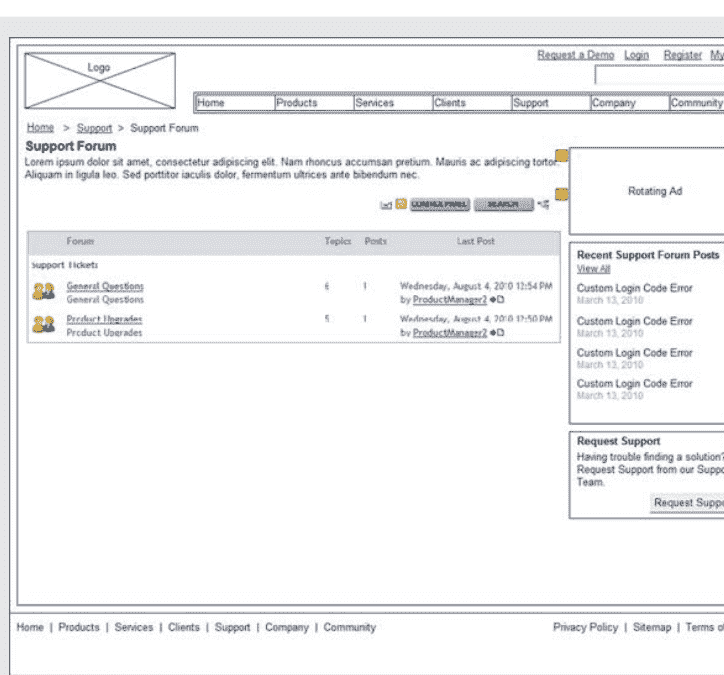 Logo
Request a Demo Login Register My
Home Products Services Clients Support Company Community
Home > Support > Support Forum
Support Forum
Lorem ipsum dolor sit amet, consectetur adipiscing elit. Nam rhoncus accumsan pretium. Mauris ac adipiscing tortor.
Aliquam in ligula leo. Sed porttitor iaculis dolor, fermentum ultrices ante bibendum nec.
CONTROL PANEL SEARCH
Rotating Ad
Forum Topics Posts Last Post
Support Tickets
General Questions 6 1 Wednesday, August 4, 2010 12:54 PM
General Questions by ProductManager2
Product Upgrades 5 1 Wednesday, August 4, 2010 12:50 PM
Product Upgrades by ProductManager2
Recent Support Forum Posts
View All
Custom Login Code Error
March 13, 2010
Custom Login Code Error
March 13, 2010
Custom Login Code Error
March 13, 2010
Custom Login Code Error
March 13, 2010
Request Support
Having trouble finding a solution?
Request Support from our Suppo
Team.
Request Suppo
Home | Products | Services | Clients | Support | Company | Community
Privacy Policy | Sitemap | Terms of